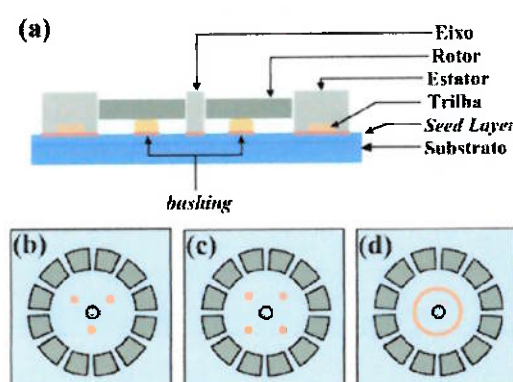 (a)
Eixo
Rotor
Estator
Trilha
Seed Layer
Substrato
bushing
(b) (c) (d)